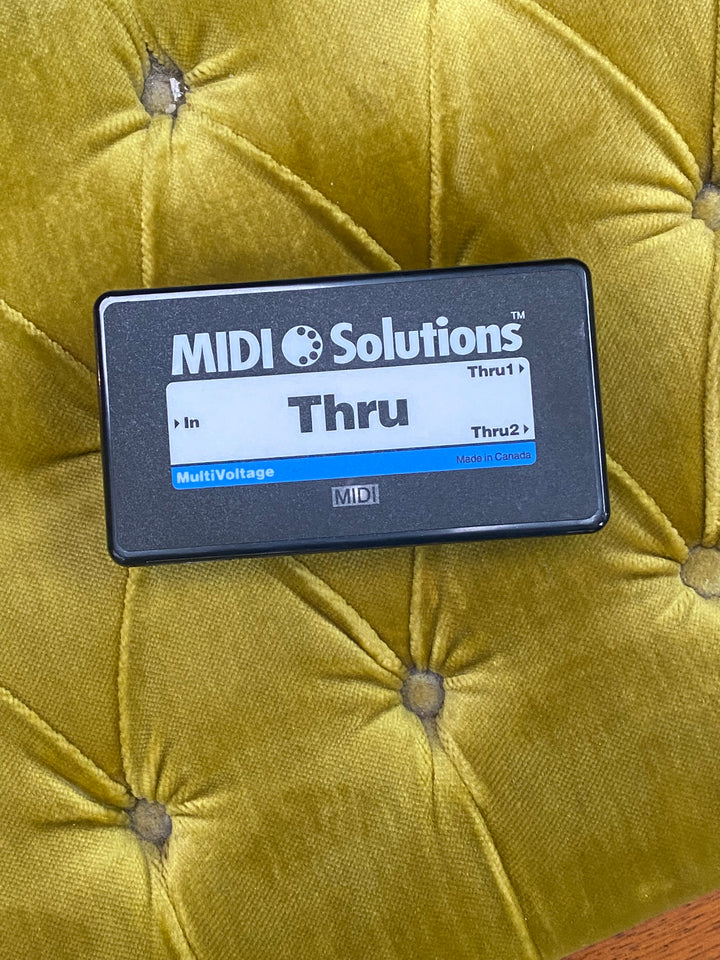 MIDI Solutions™
Thru1
In Thru
Thru2
MultiVoltage Made in Canada
MIDI